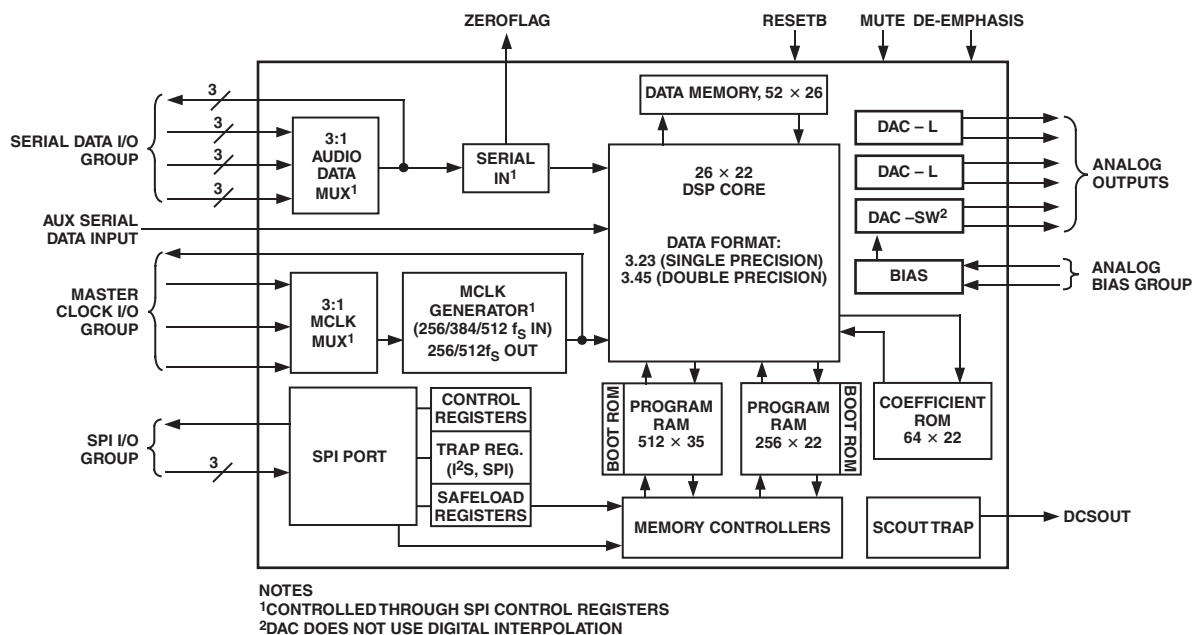 ZEROFLAG
RESETB
MUTE
DE-EMPHASIS
SERIAL DATA I/O
GROUP
3
3
3
3
3:1
AUDIO
DATA
MUX¹
SERIAL
IN¹
DATA MEMORY, 52 × 26
26 × 22
DSP CORE
DATA FORMAT:
3.23 (SINGLE PRECISION)
3.45 (DOUBLE PRECISION)
DAC – L
DAC – L
DAC –SW²
BIAS
ANALOG
OUTPUTS
ANALOG
BIAS GROUP
AUX SERIAL
DATA INPUT
MASTER
CLOCK I/O
GROUP
3:1
MCLK
MUX¹
MCLK
GENERATOR¹
(256/384/512 fS IN)
256/512fS OUT
SPI I/O
GROUP
3
SPI PORT
CONTROL
REGISTERS
TRAP REG.
(I²S, SPI)
SAFELOAD
REGISTERS
BOOT ROM
PROGRAM
RAM
512 × 35
PROGRAM
RAM
256 × 22
BOOT ROM
COEFFICIENT
ROM
64 × 22
MEMORY CONTROLLERS
SCOUT TRAP
DCSOUT
NOTES
¹CONTROLLED THROUGH SPI CONTROL REGISTERS
²DAC DOES NOT USE DIGITAL INTERPOLATION